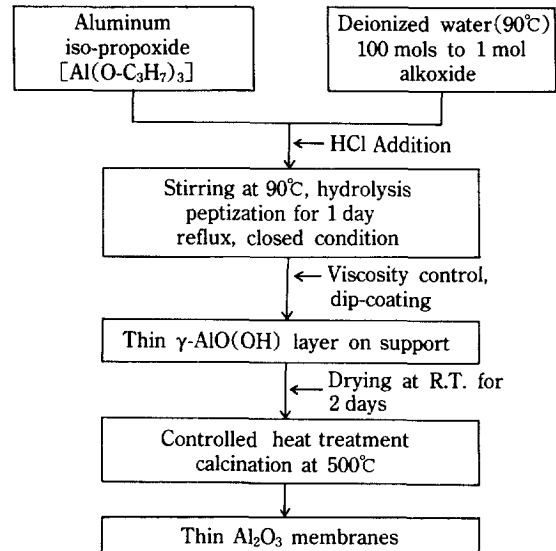 Aluminum
iso-propoxide
[Al(O-C₃H₇)₃]
Deionized water(90℃)
100 mols to 1 mol
alkoxide
HCl Addition
Stirring at 90℃, hydrolysis
peptization for 1 day
reflux, closed condition
Viscosity control,
dip-coating
Thin γ-AlO(OH) layer on support
Drying at R.T. for
2 days
Controlled heat treatment
calcination at 500℃
Thin Al₂O₃ membranes